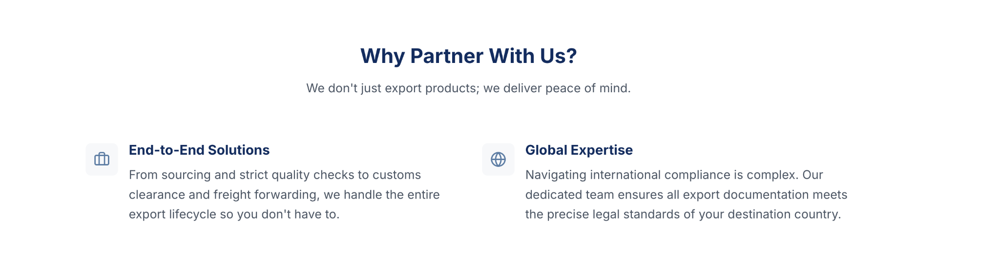 Why Partner With Us?
We don't just export products; we deliver peace of mind.
End-to-End Solutions
From sourcing and strict quality checks to customs
clearance and freight forwarding, we handle the entire
export lifecycle so you don't have to.
Global Expertise
Navigating international compliance is complex. Our
dedicated team ensures all export documentation meets
the precise legal standards of your destination country.